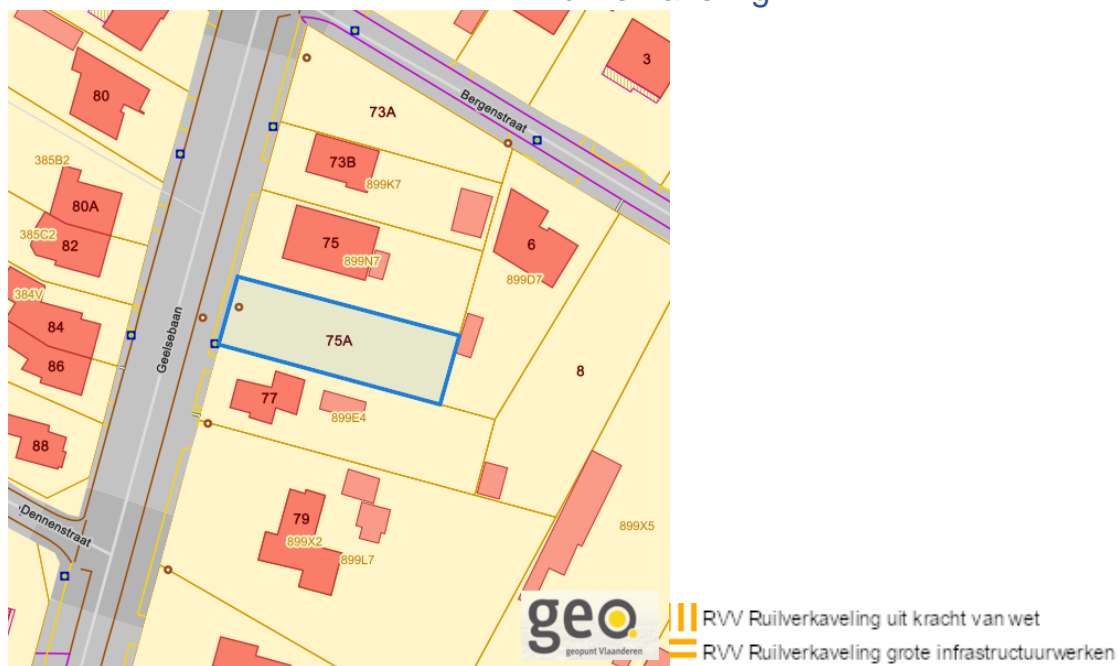 3
80
Bergenstraat
73A
385B2
73B
899K7
80A
385C2
82
75
6
899N7
899D7
384V
84
75A
Geelsebaan
86
8
77
899E4
88
Dennenstraat
79
899X2
899X5
899L7
geo.
geopunt Vlaanderen
RVV Ruilverkaveling uit kracht van wet
RVV Ruilverkaveling grote infrastructuurwerken